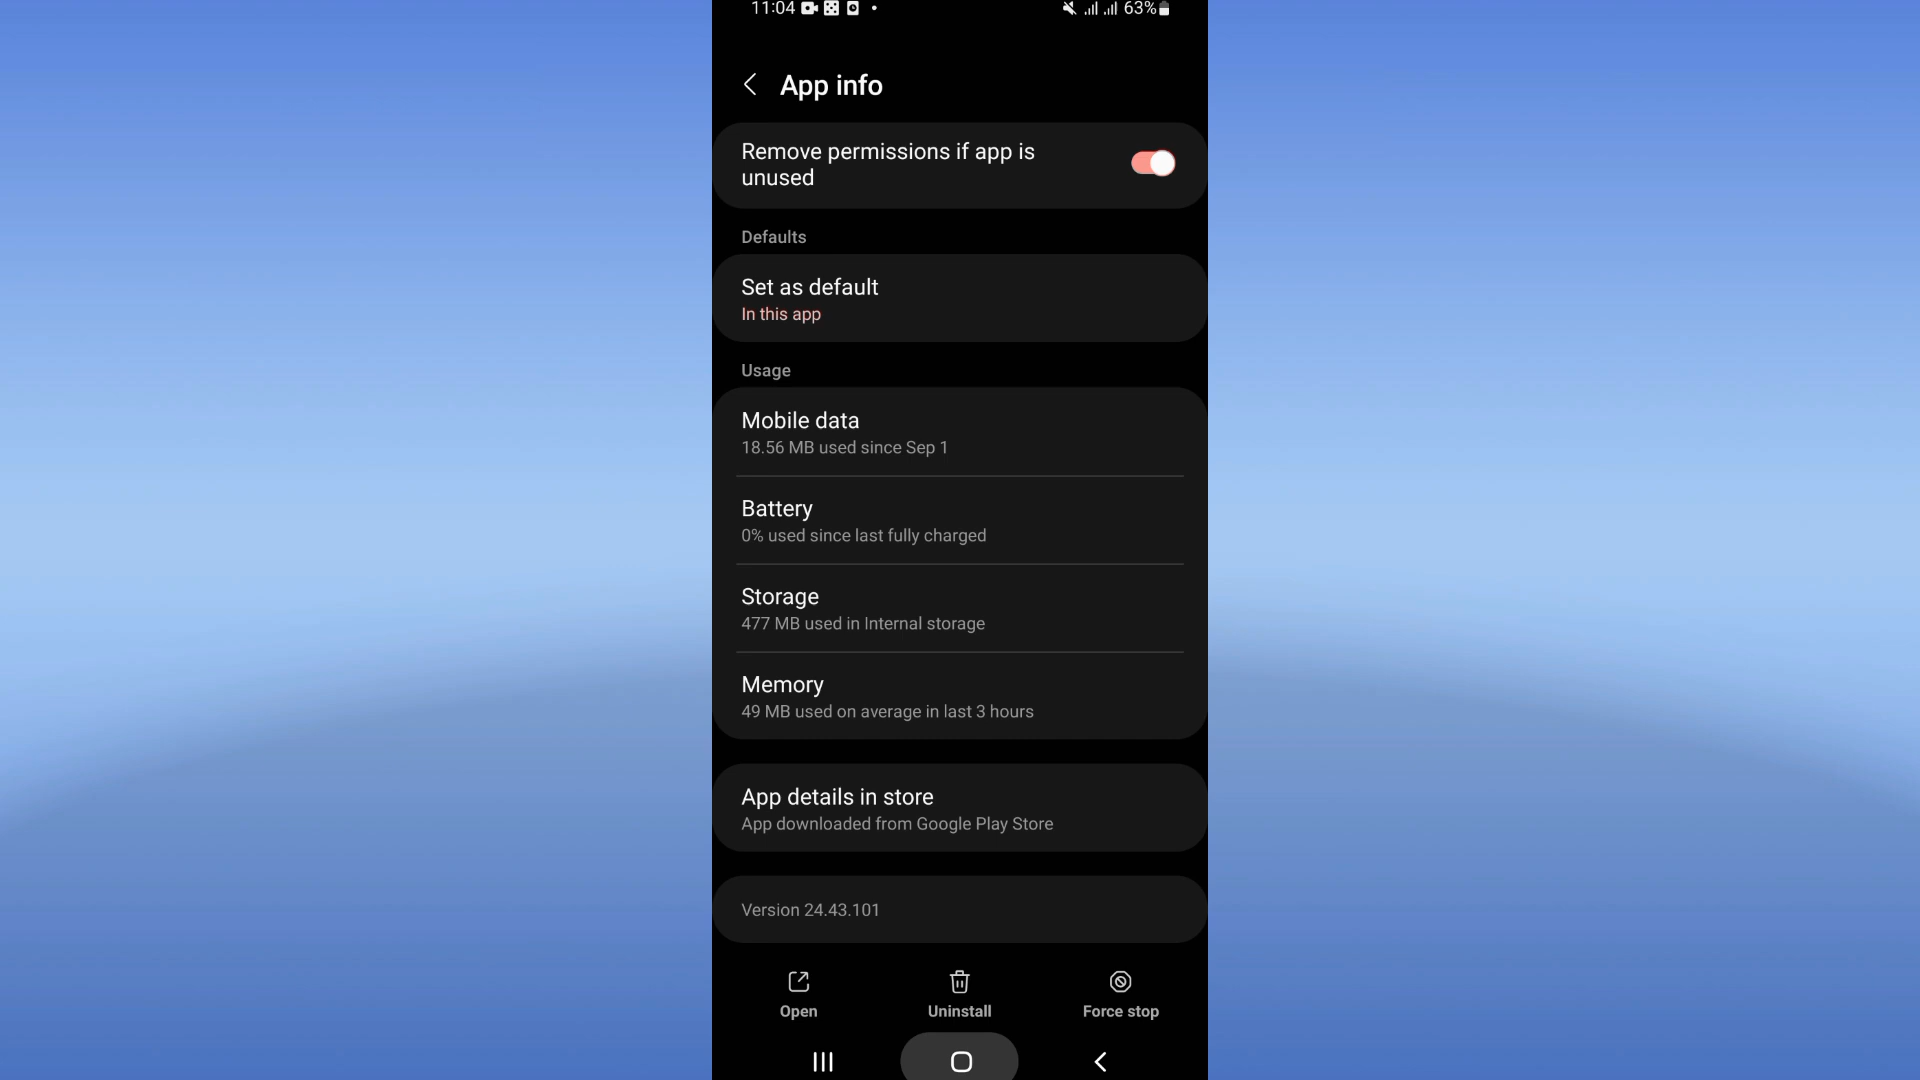 11:04
63%
App info
Remove permissions if app is
unused
Defaults
Set as default
In this app
Usage
Mobile data
18.56 MB used since Sep 1
Battery
0% used since last fully charged
Storage
477 MB used in Internal storage
Memory
49 MB used on average in last 3 hours
App details in store
App downloaded from Google Play Store
Version 24.43.101
Open
Uninstall
Force stop